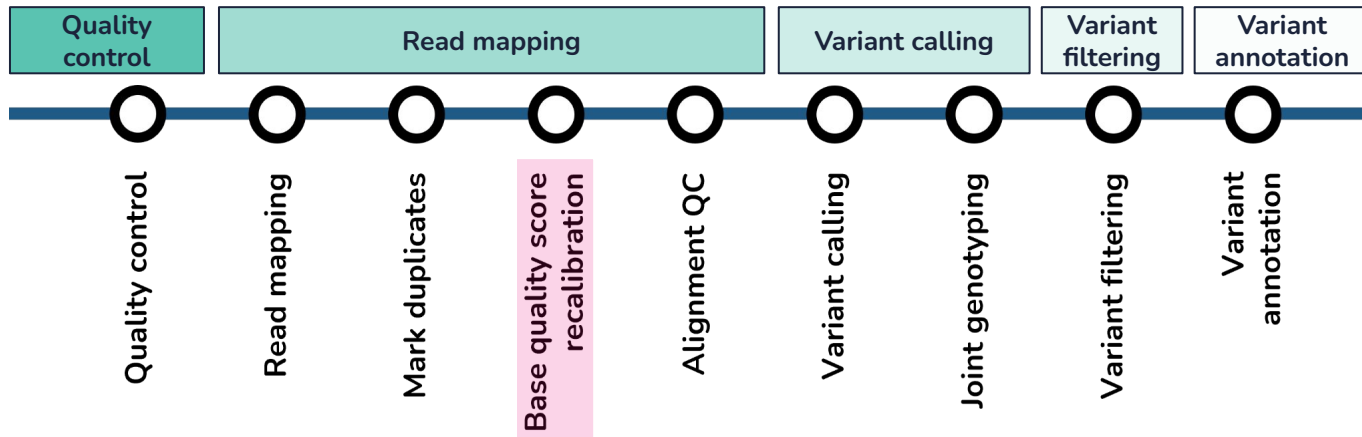 Quality
control
Read mapping
Variant calling
Variant
filtering
Variant
annotation
Quality control
Read mapping
Mark duplicates
Base quality score
recalibration
Alignment QC
Variant calling
Joint genotyping
Variant filtering
Variant
annotation